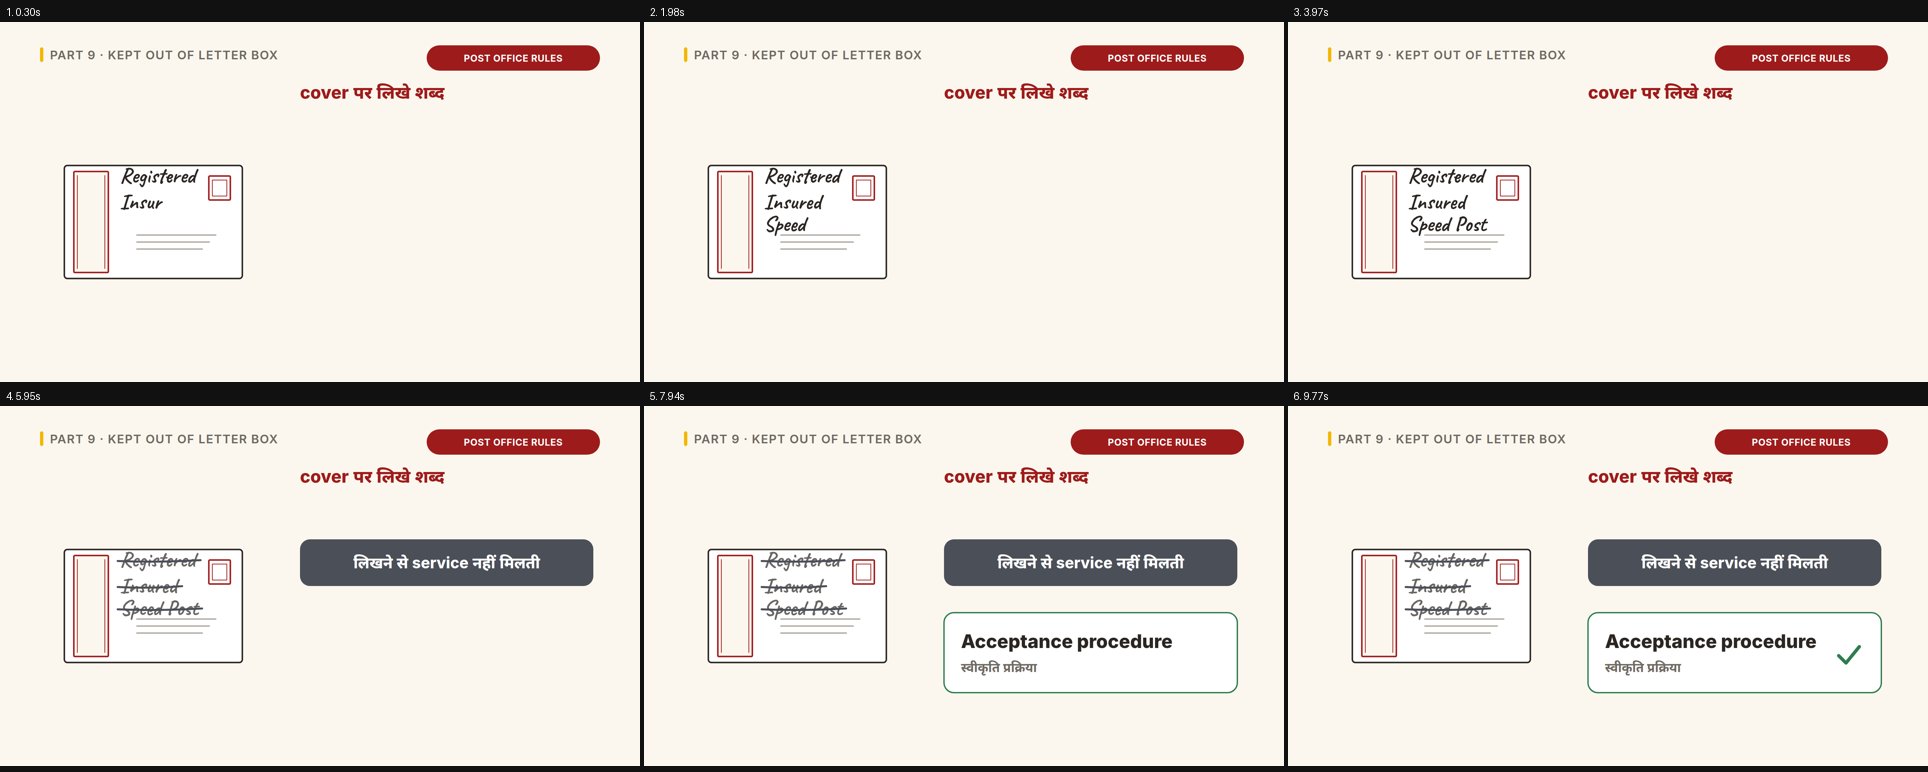 1. 0.30s
PART 9 · KEPT OUT OF LETTER BOX
POST OFFICE RULES
cover पर लिखे शब्द
Registered
Insur
2. 1.98s
PART 9 · KEPT OUT OF LETTER BOX
POST OFFICE RULES
cover पर लिखे शब्द
Registered
Insured
Speed
3. 3.97s
PART 9 · KEPT OUT OF LETTER BOX
POST OFFICE RULES
cover पर लिखे शब्द
Registered
Insured
Speed Post
4. 5.95s
PART 9 · KEPT OUT OF LETTER BOX
POST OFFICE RULES
cover पर लिखे शब्द
Registered
Insured
Speed Post
लिखने से service नहीं मिलती
5. 7.94s
PART 9 · KEPT OUT OF LETTER BOX
POST OFFICE RULES
cover पर लिखे शब्द
Registered
Insured
Speed Post
लिखने से service नहीं मिलती
Acceptance procedure
स्वीकृति प्रक्रिया
6. 9.77s
PART 9 · KEPT OUT OF LETTER BOX
POST OFFICE RULES
cover पर लिखे शब्द
Registered
Insured
Speed Post
लिखने से service नहीं मिलती
Acceptance procedure
स्वीकृति प्रक्रिया